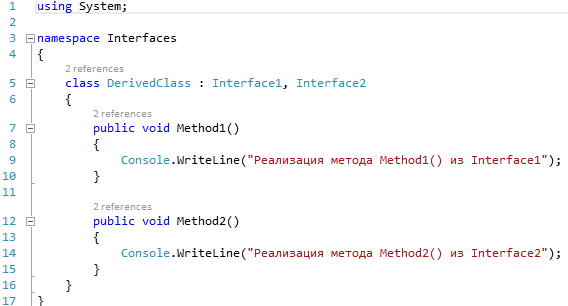 1 using System;
2
3 namespace Interfaces
4 {
2 references
5 class DerivedClass : Interface1, Interface2
6 {
2 references
7 public void Method1()
8 {
9 Console.WriteLine("Реализация метода Method1() из Interface1");
10 }
11
2 references
12 public void Method2()
13 {
14 Console.WriteLine("Реализация метода Method2() из Interface2");
15 }
16 }
17 }